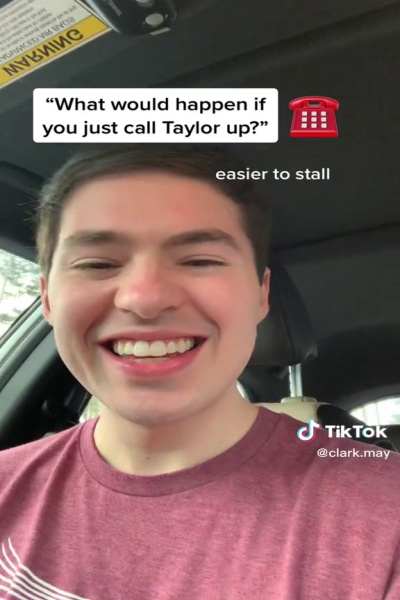 WARNING
“What would happen if
you just call Taylor up?”
easier to stall
TikTok
@clark.may